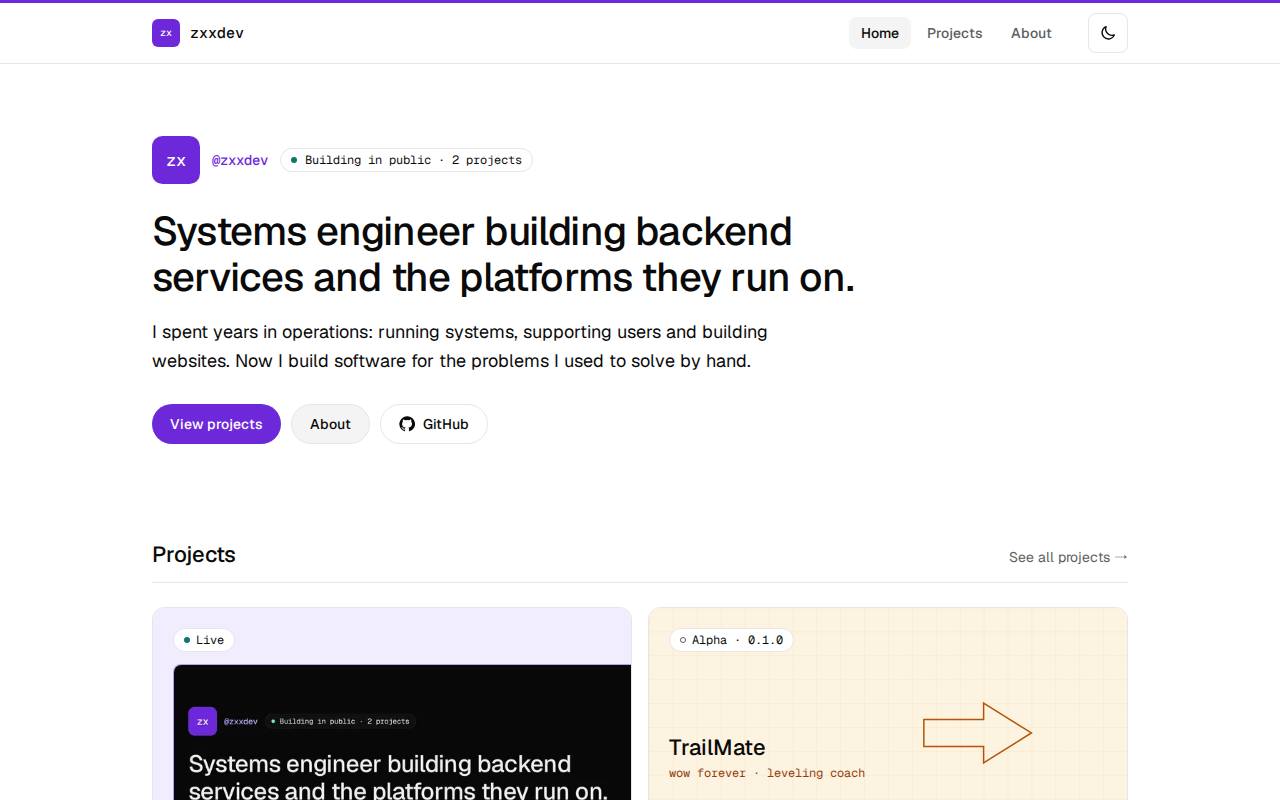 zx zxxdev Home Projects About
zx @zxxdev Building in public · 2 projects
Systems engineer building backend
services and the platforms they run on.
I spent years in operations: running systems, supporting users and building
websites. Now I build software for the problems I used to solve by hand.
View projects About GitHub
Projects See all projects →
Live
zx @zxxdev Building in public · 2 projects
Systems engineer building backend
services and the platforms they run on.
Alpha · 0.1.0
TrailMate
wow forever · leveling coach